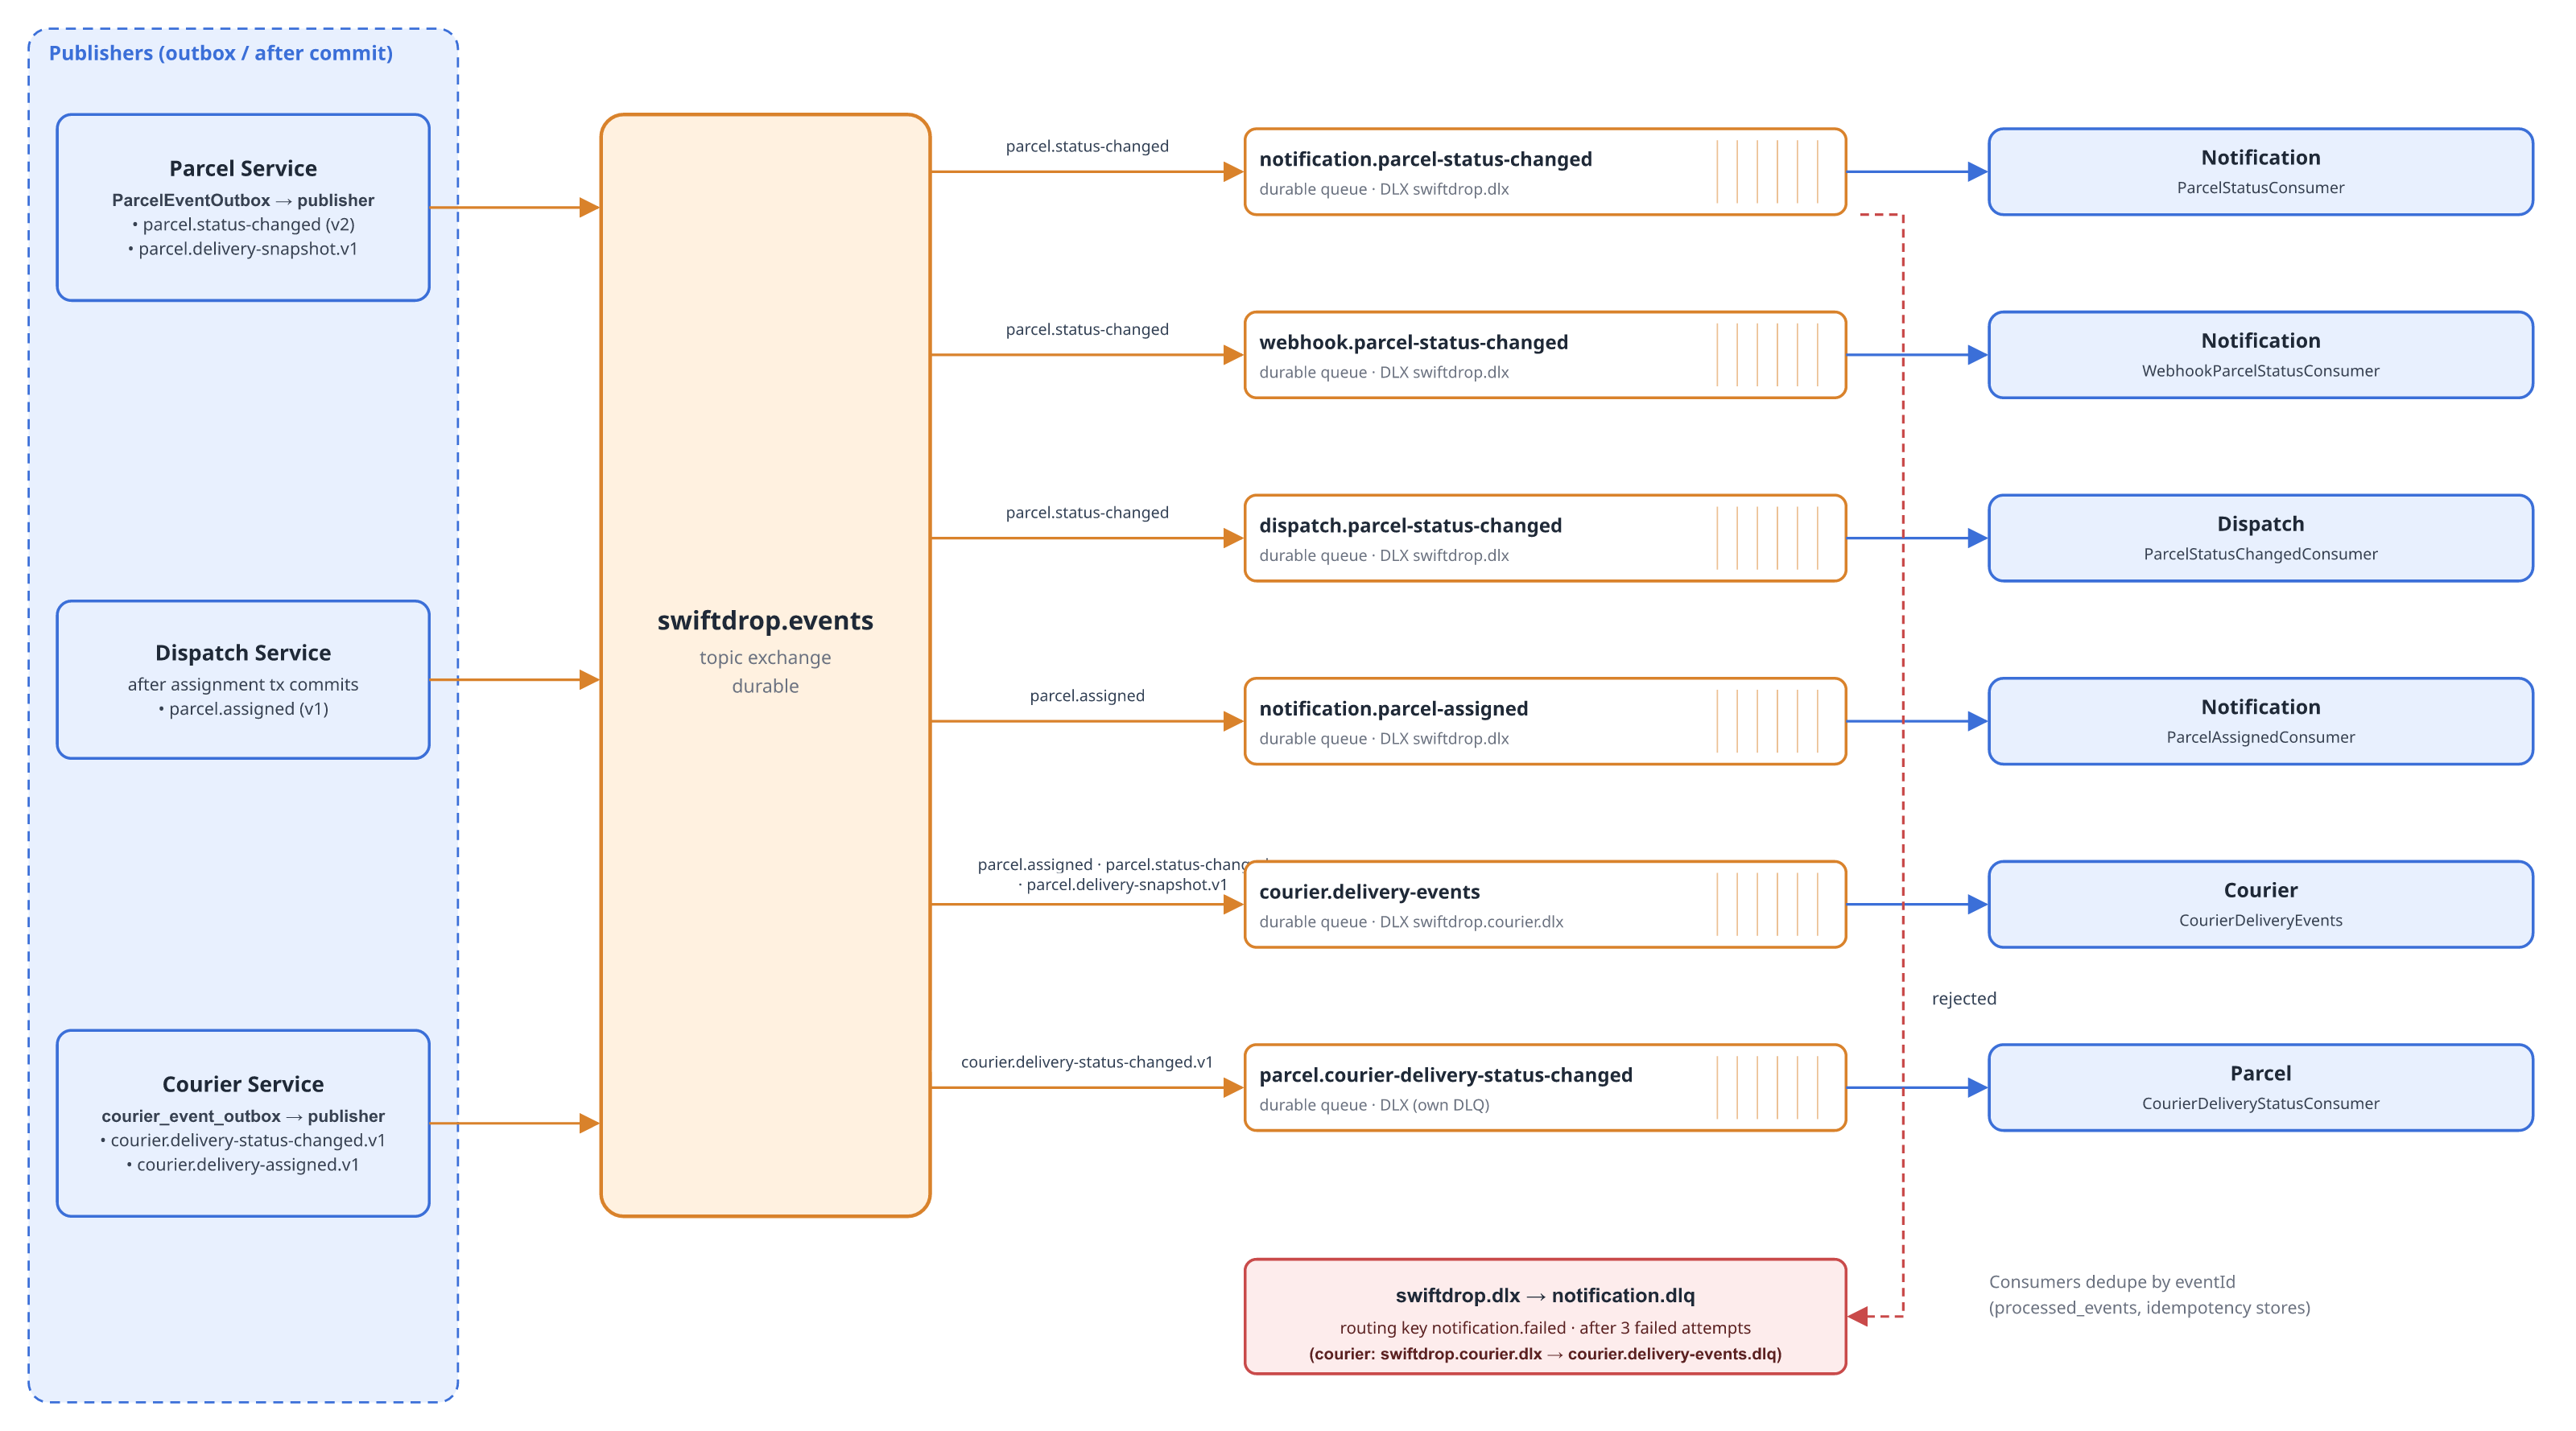 Publishers (outbox / after commit)
Parcel Service
ParcelEventOutbox → publisher
• parcel.status-changed (v2)
• parcel.delivery-snapshot.v1
Dispatch Service
after assignment tx commits
• parcel.assigned (v1)
Courier Service
courier_event_outbox → publisher
• courier.delivery-status-changed.v1
• courier.delivery-assigned.v1
swiftdrop.events
topic exchange
durable
parcel.status-changed
notification.parcel-status-changed
durable queue · DLX swiftdrop.dlx
Notification
ParcelStatusConsumer
parcel.status-changed
webhook.parcel-status-changed
durable queue · DLX swiftdrop.dlx
Notification
WebhookParcelStatusConsumer
parcel.status-changed
dispatch.parcel-status-changed
durable queue · DLX swiftdrop.dlx
Dispatch
ParcelStatusChangedConsumer
parcel.assigned
notification.parcel-assigned
durable queue · DLX swiftdrop.dlx
Notification
ParcelAssignedConsumer
parcel.assigned · parcel.status-changed
· parcel.delivery-snapshot.v1
courier.delivery-events
durable queue · DLX swiftdrop.courier.dlx
Courier
CourierDeliveryEvents
rejected
courier.delivery-status-changed.v1
parcel.courier-delivery-status-changed
durable queue · DLX (own DLQ)
Parcel
CourierDeliveryStatusConsumer
swiftdrop.dlx → notification.dlq
routing key notification.failed · after 3 failed attempts
(courier: swiftdrop.courier.dlx → courier.delivery-events.dlq)
Consumers dedupe by eventId
(processed_events, idempotency stores)